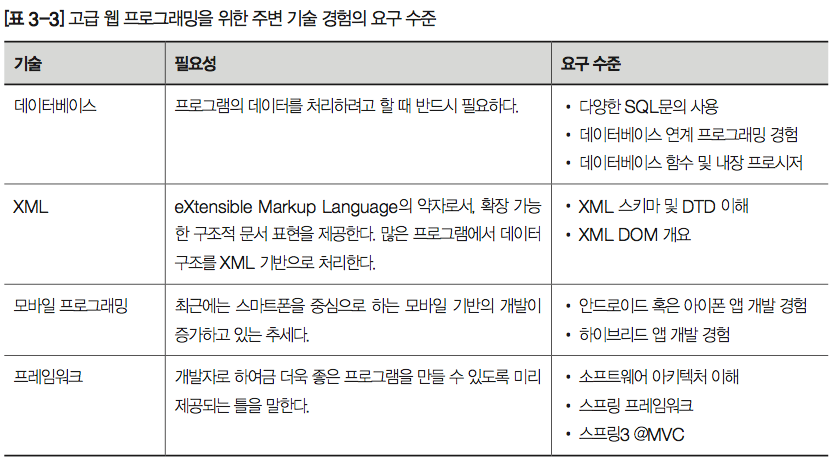 [표 3-3] 고급 웹 프로그래밍을 위한 주변 기술 경험의 요구 수준
기술 필요성 요구 수준
데이터베이스 프로그램의 데이터를 처리하려고 할 때 반드시 필요하다. • 다양한 SQL문의 사용
• 데이터베이스 연계 프로그래밍 경험
• 데이터베이스 함수 및 내장 프로시저
XML eXtensible Markup Language의 약자로서, 확장 가능 • XML 스키마 및 DTD 이해
한 구조적 문서 표현을 제공한다. 많은 프로그램에서 데이터 • XML DOM 개요
구조를 XML 기반으로 처리한다.
모바일 프로그래밍 최근에는 스마트폰을 중심으로 하는 모바일 기반의 개발이 • 안드로이드 혹은 아이폰 앱 개발 경험
증가하고 있는 추세다. • 하이브리드 앱 개발 경험
프레임워크 개발자로 하여금 더욱 좋은 프로그램을 만들 수 있도록 미리 • 소프트웨어 아키텍처 이해
제공되는 틀을 말한다. • 스프링 프레임워크
• 스프링3 @MVC